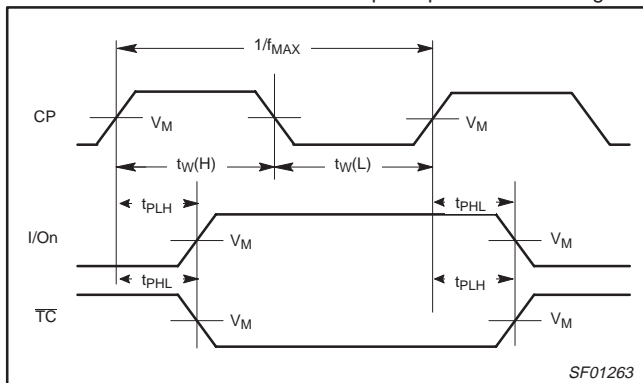 1/fMAX
CP
VM
VM
tW(H)
tW(L)
tPLH
tPHL
I/On
VM
VM
tPHL
tPLH
TC
VM
VM
SF01263